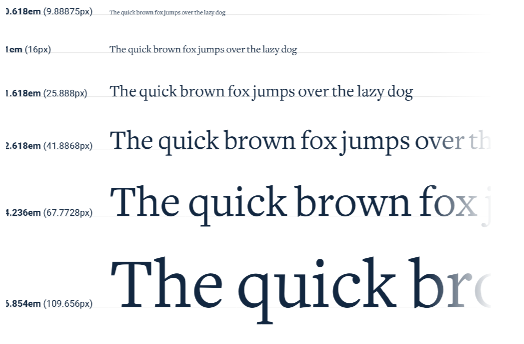 0.618em (9.88875px) The quick brown fox jumps over the lazy dog
1em (16px) The quick brown fox jumps over the lazy dog
1.618em (25.888px) The quick brown fox jumps over the lazy dog
2.618em (41.8868px) The quick brown fox jumps over th
4.236em (67.7728px) The quick brown fox j
6.854em (109.656px) The quick bro